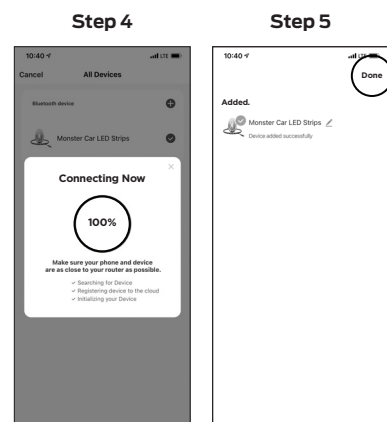 Step 4
Step 5
10:40
LTE
Cancel
All Devices
Bluetooth device
Monster Car LED Strips
Connecting Now
100%
Make sure your phone and device
are as close to your router as possible.
Searching for Device
Registering device to the cloud
Initializing your Device
10:40
LTE
Done
Added.
Monster Car LED Strips
Device added successfully